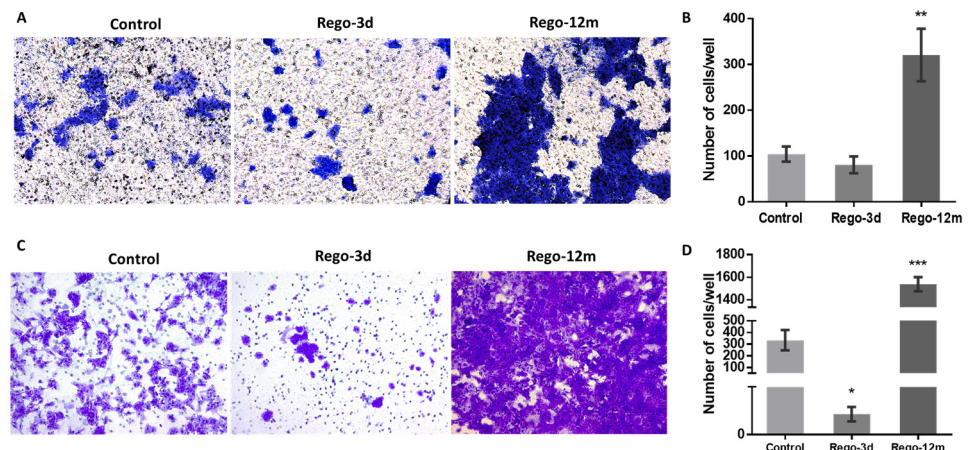 A
Control
Rego-3d
Rego-12m
B
Number of cells/well
400
300
200
100
0
**
Control
Rego-3d
Rego-12m
C
Control
Rego-3d
Rego-12m
D
Number of cells/well
1800
1600
1400
500
400
300
200
100
0
*
***
Control
Rego-3d
Rego-12m